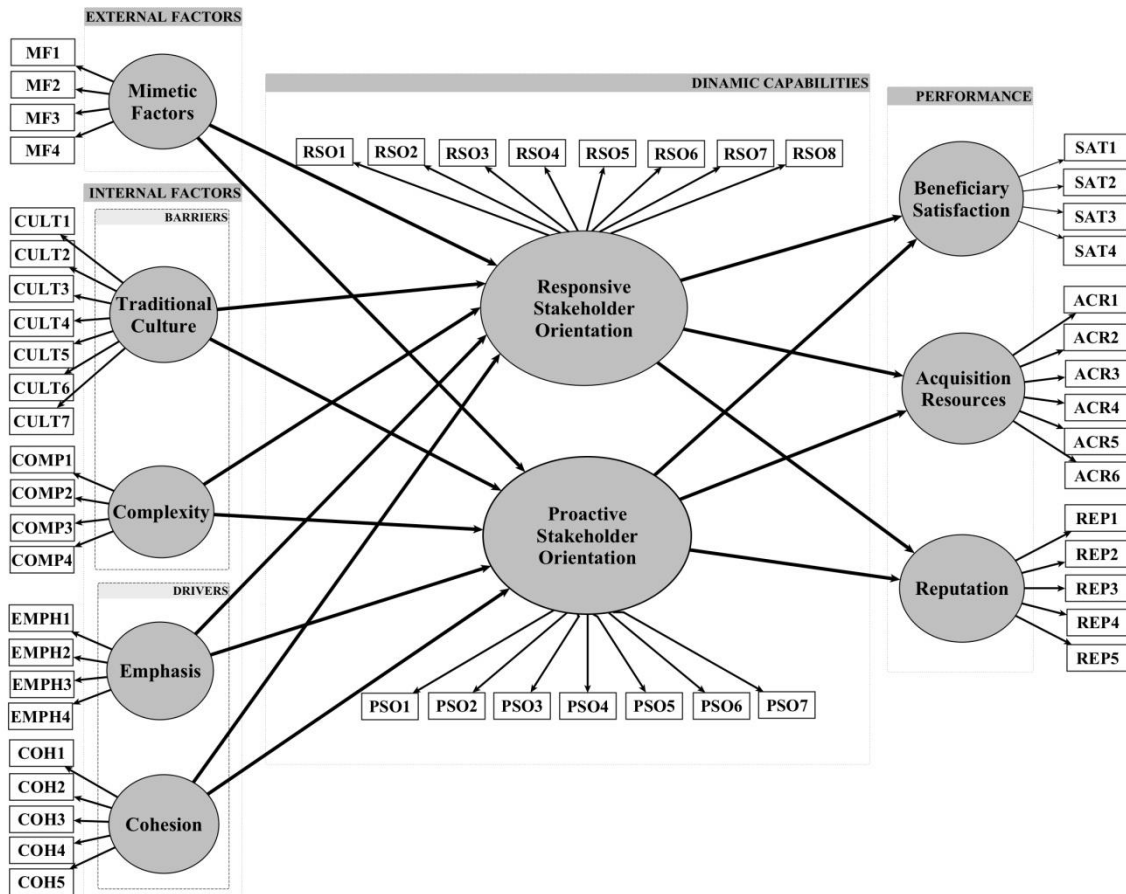 EXTERNAL FACTORS
MF1
MF2
MF3
MF4
Mimetic
Factors
INTERNAL FACTORS
BARRIERS
CULT1
CULT2
CULT3
CULT4
CULT5
CULT6
CULT7
Traditional
Culture
COMP1
COMP2
COMP3
COMP4
Complexity
DRIVERS
EMPH1
EMPH2
EMPH3
EMPH4
Emphasis
COH1
COH2
COH3
COH4
COH5
Cohesion
DINAMIC CAPABILITIES
RSO1 RSO2 RSO3 RSO4 RSO5 RSO6 RSO7 RSO8
Responsive
Stakeholder
Orientation
Proactive
Stakeholder
Orientation
PSO1 PSO2 PSO3 PSO4 PSO5 PSO6 PSO7
PERFORMANCE
Beneficiary
Satisfaction
SAT1
SAT2
SAT3
SAT4
Acquisition
Resources
ACR1
ACR2
ACR3
ACR4
ACR5
ACR6
Reputation
REP1
REP2
REP3
REP4
REP5